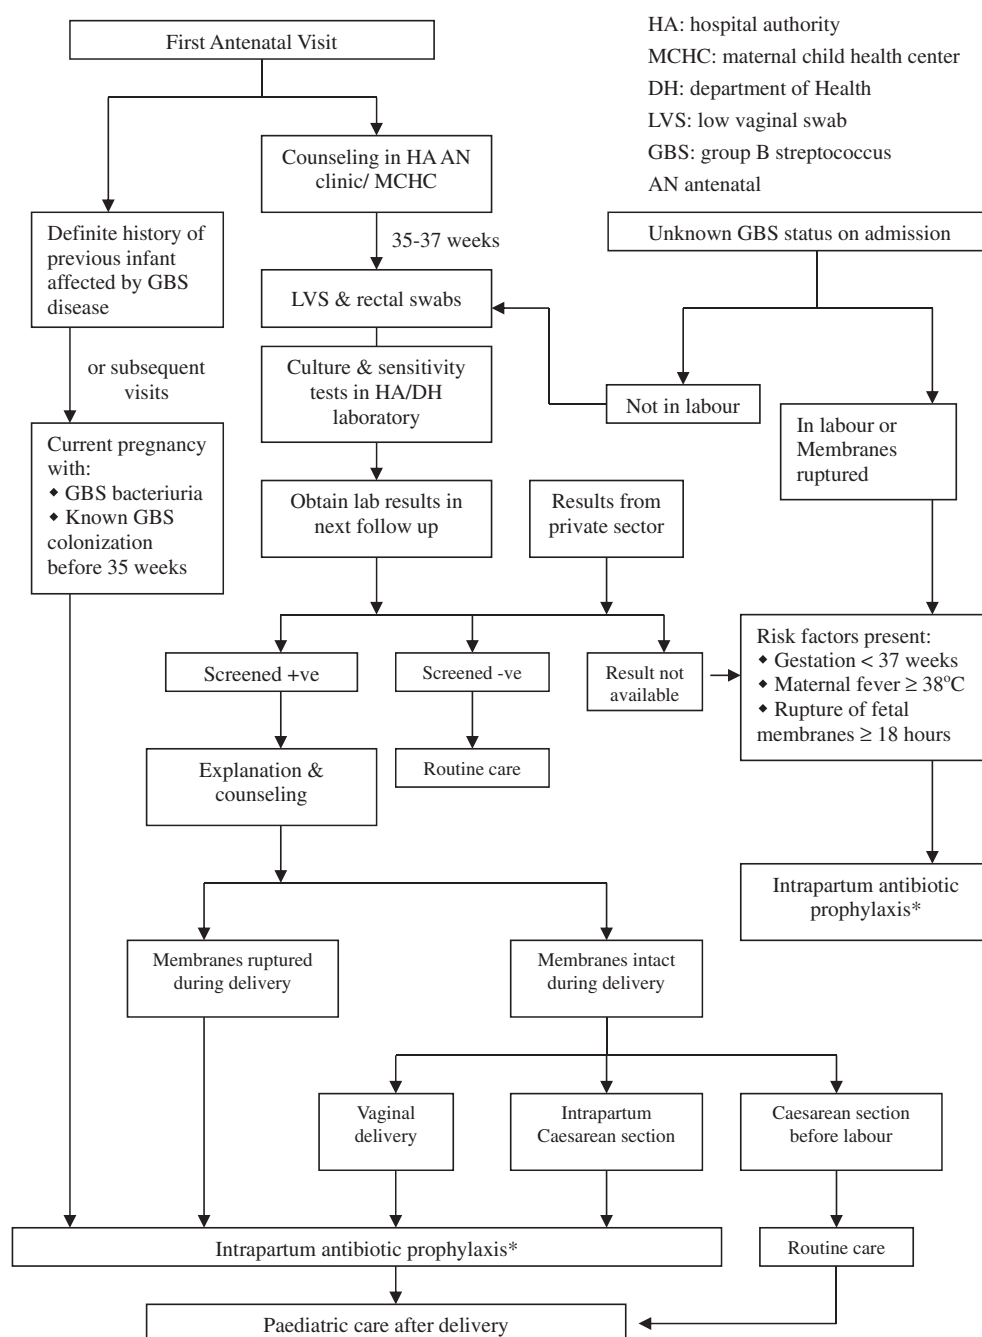 First Antenatal Visit
HA: hospital authority
MCHC: maternal child health center
DH: department of Health
LVS: low vaginal swab
GBS: group B streptococcus
AN antenatal
Counseling in HA AN
clinic/ MCHC
Definite history of
previous infant
affected by GBS
disease
35-37 weeks
Unknown GBS status on admission
LVS & rectal swabs
or subsequent
visits
Culture & sensitivity
tests in HA/DH
laboratory
Not in labour
In labour or
Membranes
ruptured
Current pregnancy
with:
◆ GBS bacteriuria
◆ Known GBS
colonization
before 35 weeks
Obtain lab results in
next follow up
Results from
private sector
Screened +ve
Screened -ve
Result not
available
Risk factors present:
◆ Gestation < 37 weeks
◆ Maternal fever ≥ 38°C
◆ Rupture of fetal
membranes ≥ 18 hours
Explanation &
counseling
Routine care
Intrapartum antibiotic
prophylaxis*
Membranes ruptured
during delivery
Membranes intact
during delivery
Vaginal
delivery
Intrapartum
Caesarean section
Caesarean section
before labour
Intrapartum antibiotic prophylaxis*
Routine care
Paediatric care after delivery